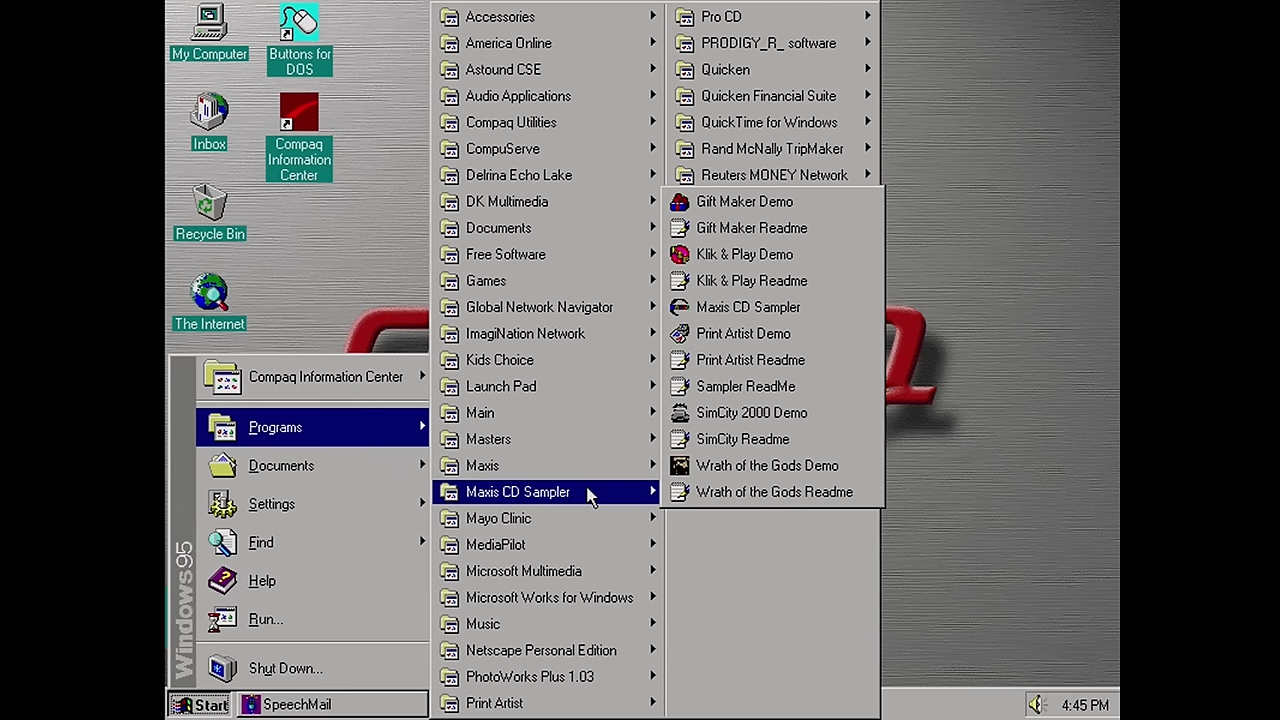 My Computer
Buttons for
DOS
Inbox
Compaq
Information
Center
Recycle Bin
The Internet
Compaq Information Center
Programs
Documents
Settings
Find
Help
Run...
Shut Down...
Windows95
Accessories
America Online
Astound CSE
Audio Applications
Compaq Utilities
CompuServe
Delrina Echo Lake
DK Multimedia
Documents
Free Software
Games
Global Network Navigator
ImagiNation Network
Kids Choice
Launch Pad
Main
Masters
Maxis
Maxis CD Sampler
Mayo Clinic
MediaPilot
Microsoft Multimedia
Microsoft Works for Windows
Music
Netscape Personal Edition
PhotoWorks Plus 1.03
Print Artist
Pro CD
PRODIGY_R_ software
Quicken
Quicken Financial Suite
QuickTime for Windows
Rand McNally TripMaker
Reuters MONEY Network
Gift Maker Demo
Gift Maker Readme
Klik & Play Demo
Klik & Play Readme
Maxis CD Sampler
Print Artist Demo
Print Artist Readme
Sampler ReadMe
SimCity 2000 Demo
SimCity Readme
Wrath of the Gods Demo
Wrath of the Gods Readme
Start
SpeechMail
4:45 PM